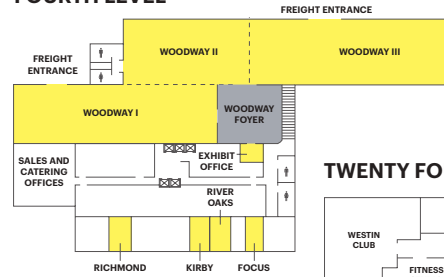 FOURTH LEVEL
FREIGHT ENTRANCE
WOODWAY II
WOODWAY III
FREIGHT
ENTRANCE
WOODWAY I
WOODWAY
FOYER
SALES AND
CATERING
OFFICES
EXHIBIT
OFFICE
RIVER
OAKS
TWENTY FO
WESTIN
CLUB
FITNESS
RICHMOND
KIRBY
FOCUS